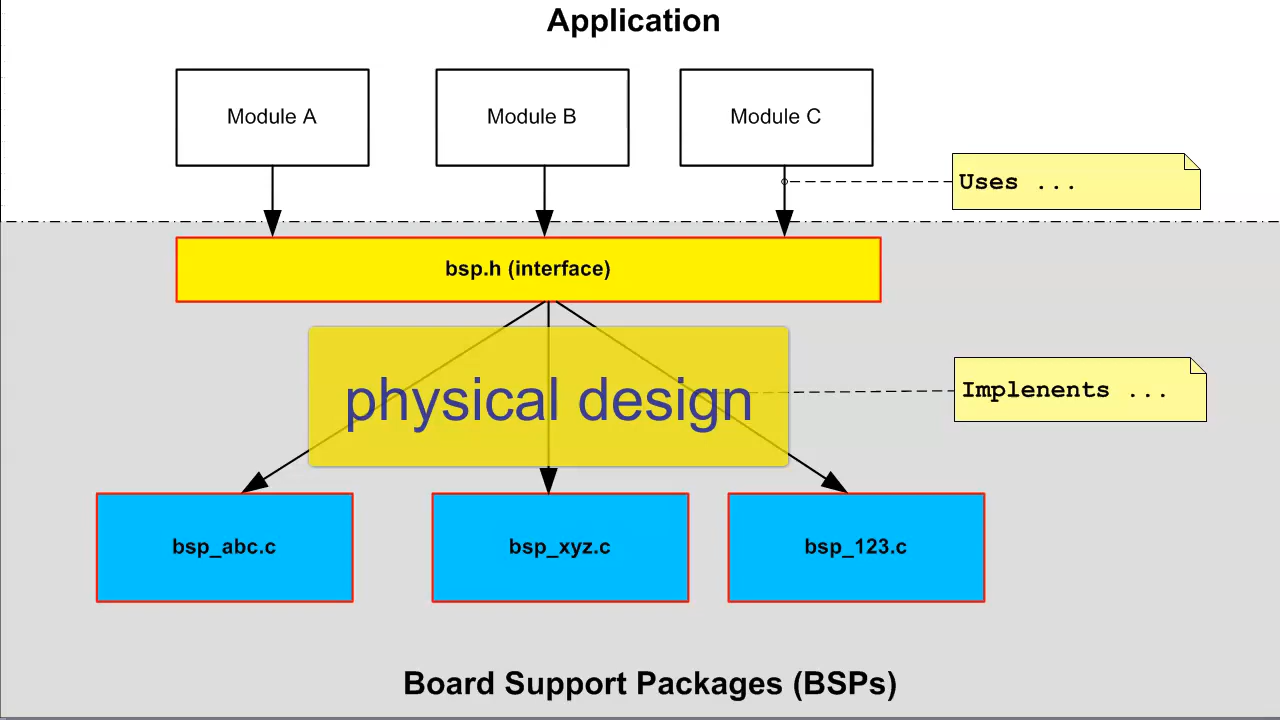 Application
Module A
Module B
Module C
Uses ...
bsp.h (interface)
physical design
Implenents ...
bsp_abc.c
bsp_xyz.c
bsp_123.c
Board Support Packages (BSPs)